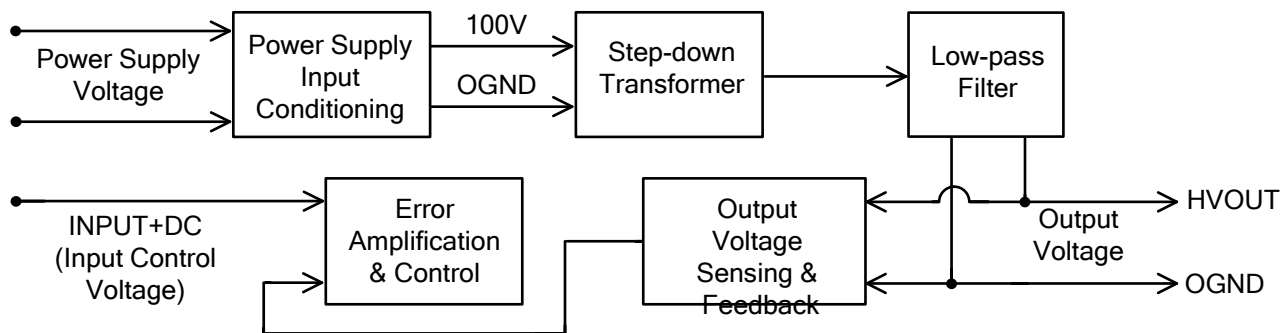 Power Supply
Voltage
Power Supply
Input
Conditioning
100V
OGND
Step-down
Transformer
Low-pass
Filter
INPUT+DC
(Input Control
Voltage)
Error
Amplification
& Control
Output
Voltage
Sensing &
Feedback
Output
Voltage
HVOUT
OGND